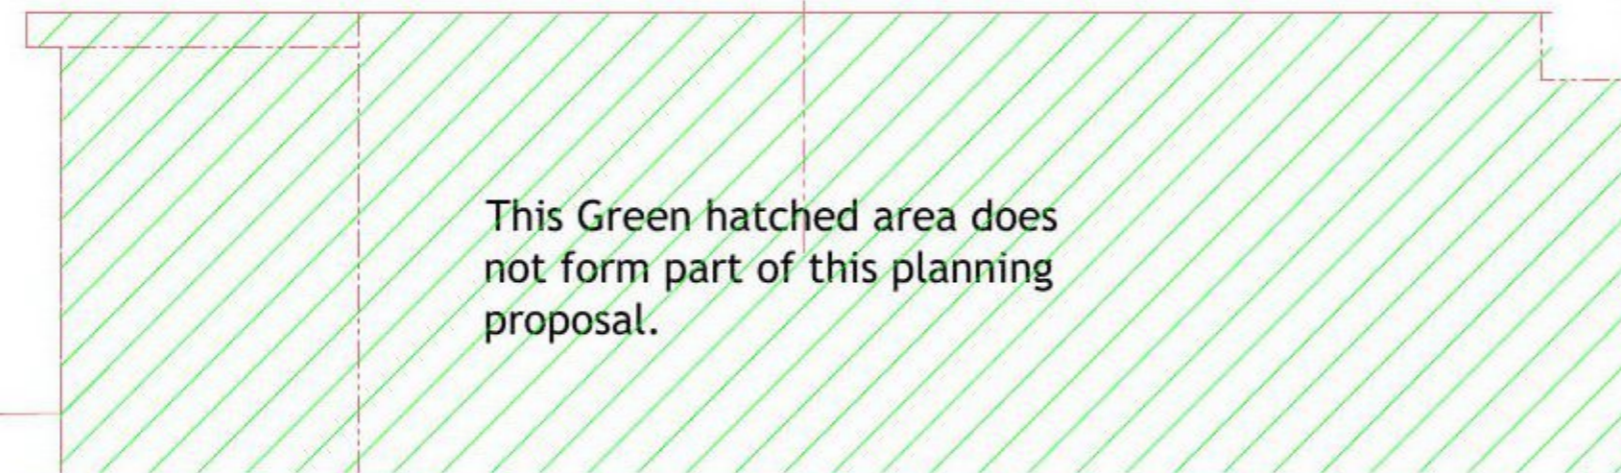 This Green hatched area does
not form part of this planning
proposal.